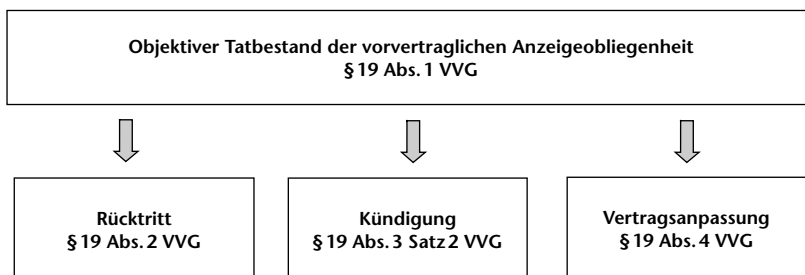 Objektiver Tatbestand der vorvertraglichen Anzeigeobliegenheit
§ 19 Abs. 1 VVG
Rücktritt
§ 19 Abs. 2 VVG
Kündigung
§ 19 Abs. 3 Satz 2 VVG
Vertragsanpassung
§ 19 Abs. 4 VVG